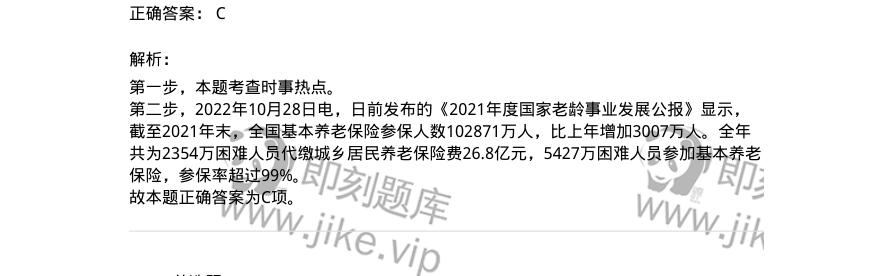 正确答案： C
解析：
第一步，本题考查时事热点。
第二步，2022年10月28日电，日前发布的《2021年度国家老龄事业发展公报》显示，
截至2021年末，全国基本养老保险参保人数102871万人，比上年增加3007万人。全年
共为2354万困难人员代缴城乡居民养老保险费26.8亿元，5427万困难人员参加基本养老
保险，参保率超过99%。
故本题正确答案为C项。
即刻题库
www.jike.vip
即刻
www.jike